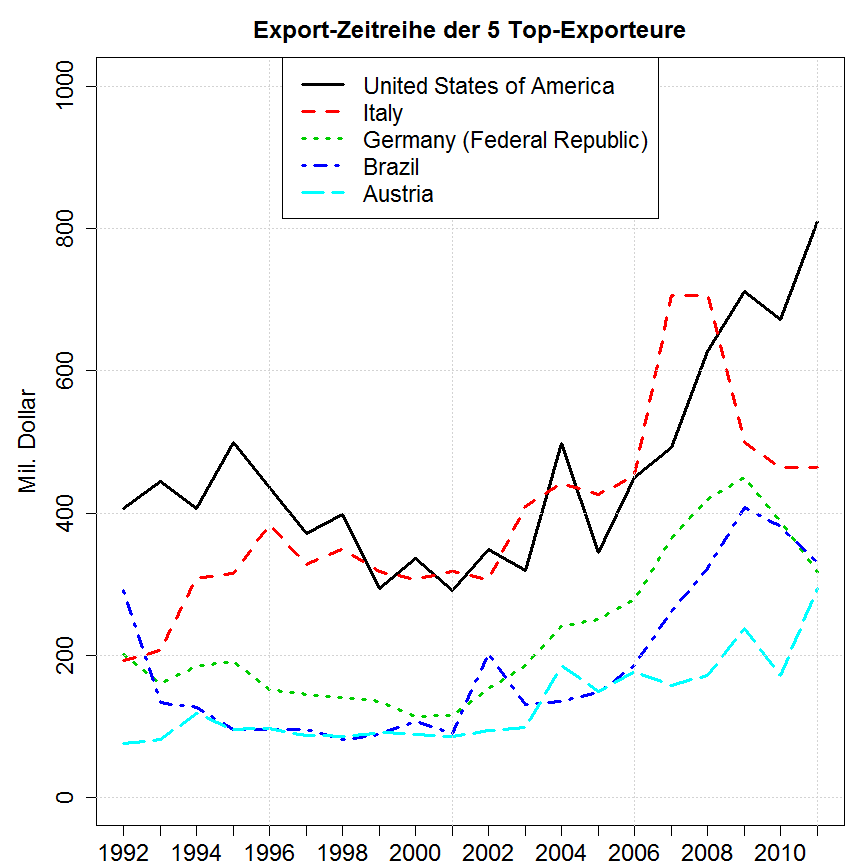 Export-Zeitreihe der 5 Top-Exporteure
United States of America
Italy
Germany (Federal Republic)
Brazil
Austria
Mil. Dollar
1000
800
600
400
200
0
1992 1994 1996 1998 2000 2002 2004 2006 2008 2010